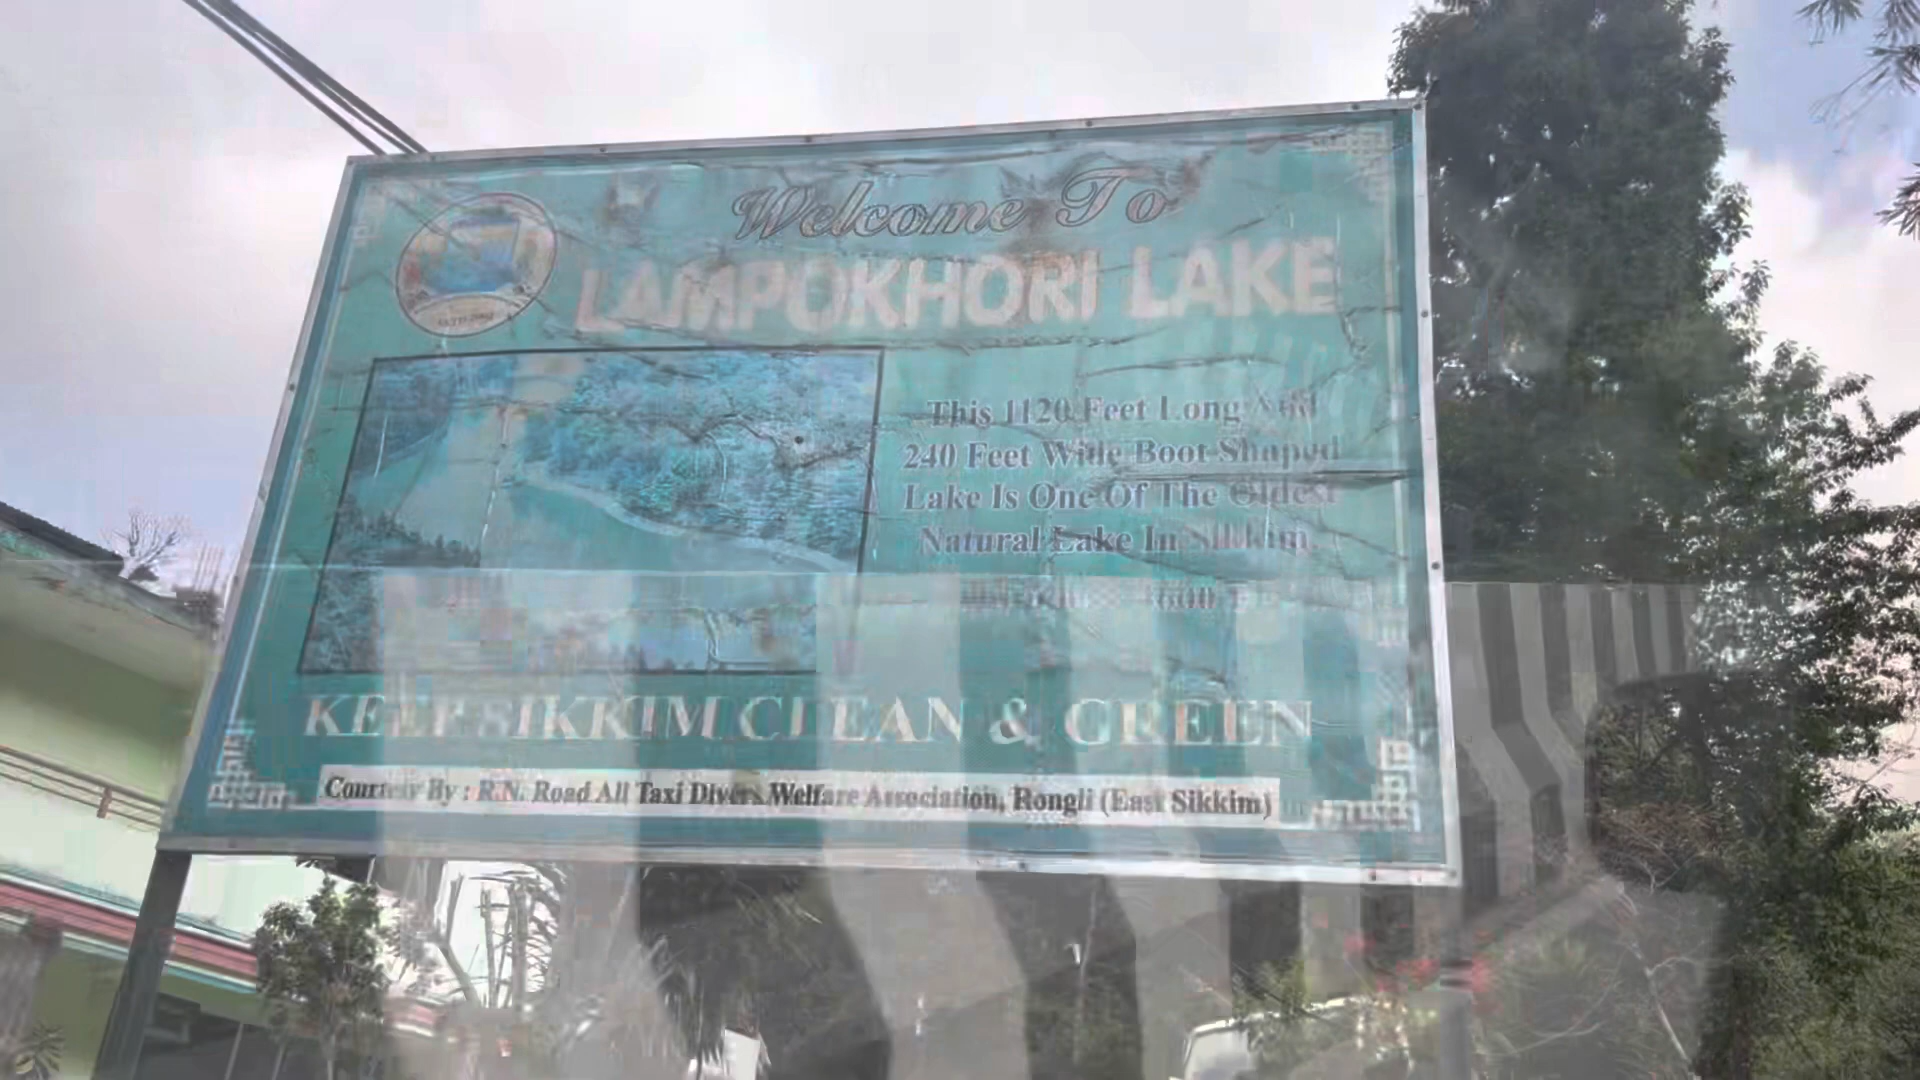 Welcome To
LAMPOKHORI LAKE
This 1120 Feet Long And
240 Feet Wide Boot Shaped
Lake Is One Of The Oldest
Natural Lake In Sikkim.
KEEP SIKKIM CLEAN & GREEN
Courtesy By : R.N. Road All Taxi Divers Welfare Association, Rongli (East Sikkim)